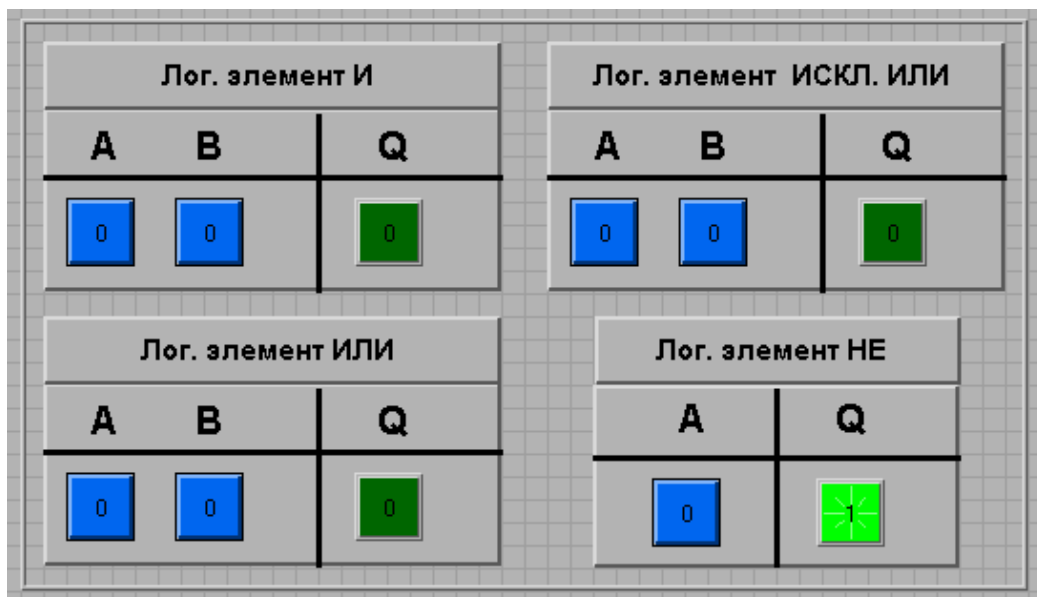 Лог. элемент И
A B Q
0 0 0
Лог. элемент ИСКЛ. ИЛИ
A B Q
0 0 0
Лог. элемент ИЛИ
A B Q
0 0 0
Лог. элемент НЕ
A Q
0 1